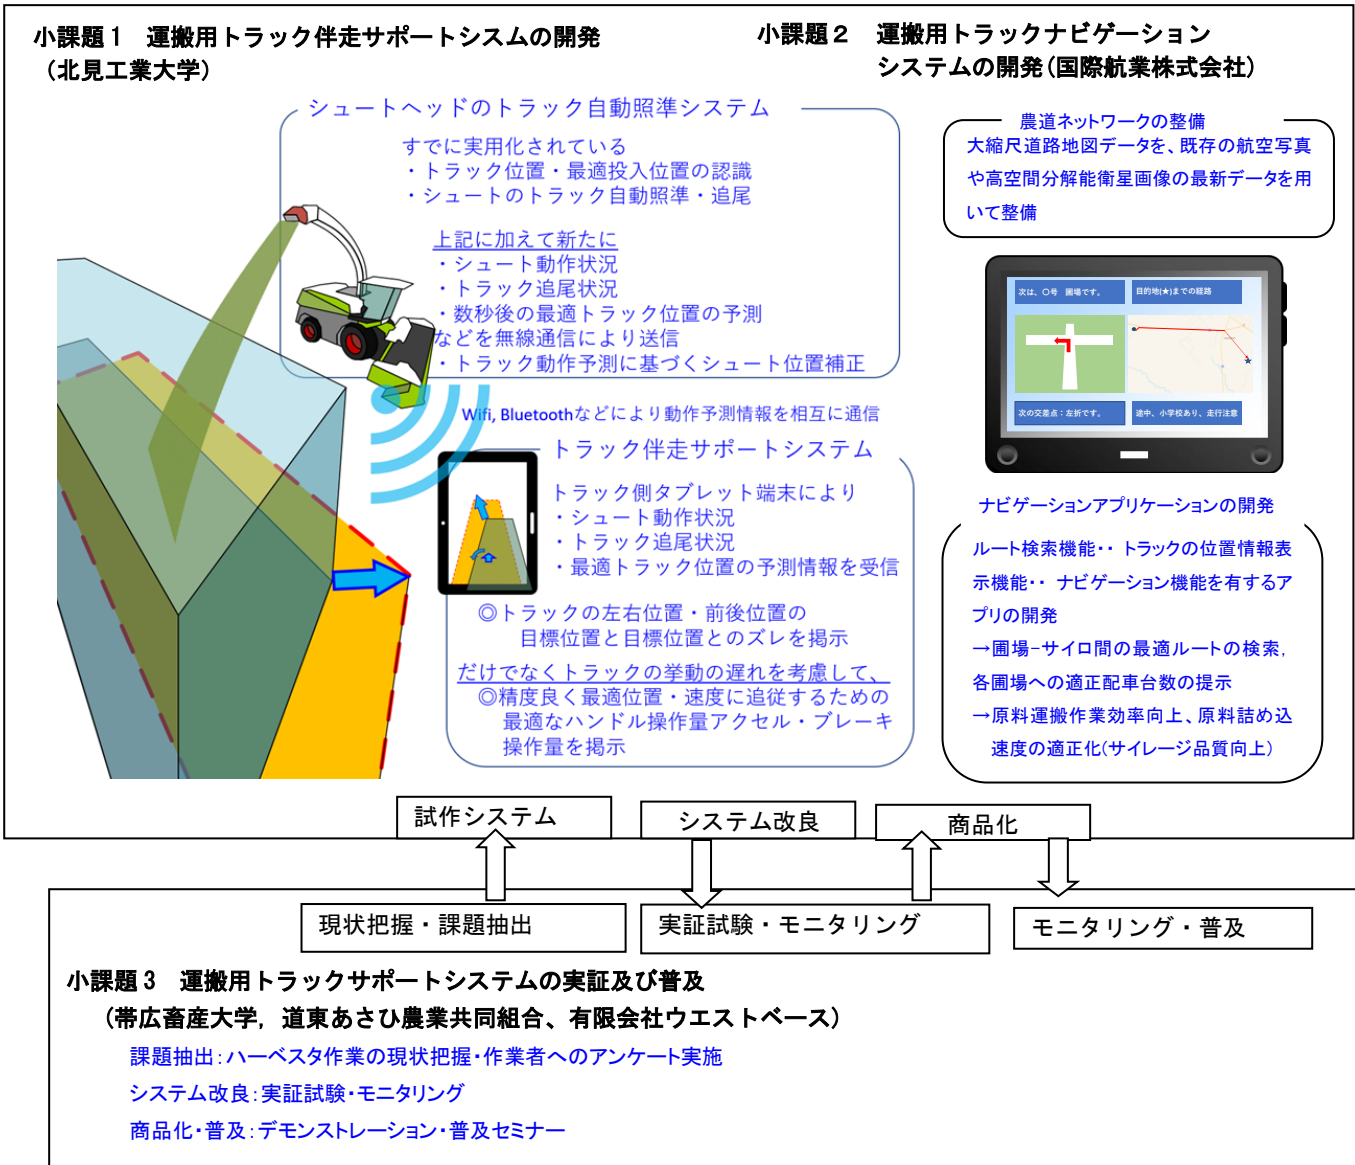 小課題１　運搬用トラック伴走サポートシスムの開発
（北見工業大学）
シュートヘッドのトラック自動照準システム
すでに実用化されている
・トラック位置・最適投入位置の認識
・シュートのトラック自動照準・追尾
上記に加えて新たに
・シュート動作状況
・トラック追尾状況
・数秒後の最適トラック位置の予測
などを無線通信により送信
・トラック動作予測に基づくシュート位置補正
Wifi, Bluetoothなどにより動作予測情報を相互に通信
トラック伴走サポートシステム
トラック側タブレット端末により
・シュート動作状況
・トラック追尾状況
・最適トラック位置の予測情報を受信
◎トラックの左右位置・前後位置の
目標位置と目標位置とのズレを掲示
だけでなくトラックの挙動の遅れを考慮して、
◎精度良く最適位置・速度に追従するための
最適なハンドル操作量アクセル・ブレーキ
操作量を掲示
小課題２　運搬用トラックナビゲーション
システムの開発（国際航業株式会社）
農道ネットワークの整備
大縮尺道路地図データを、既存の航空写真
や高空間分解能衛星画像の最新データを用
いて整備
次は、〇号　圃場です。
目的地(★)までの経路
次の交差点：左折です。
途中、小学校あり、走行注意
ナビゲーションアプリケーションの開発
ルート検索機能・・ トラックの位置情報表
示機能・・ ナビゲーション機能を有するア
プリの開発
→圃場−サイロ間の最適ルートの検索,
各圃場への適正配車台数の提示
→原料運搬作業効率向上、原料詰め込
速度の適正化（サイレージ品質向上）
試作システム
システム改良
商品化
現状把握・課題抽出
実証試験・モニタリング
モニタリング・普及
小課題３　運搬用トラックサポートシステムの実証及び普及
（帯広畜産大学，道東あさひ農業共同組合、有限会社ウエストベース）
課題抽出：ハーベスタ作業の現状把握・作業者へのアンケート実施
システム改良：実証試験・モニタリング
商品化・普及：デモンストレーション・普及セミナー